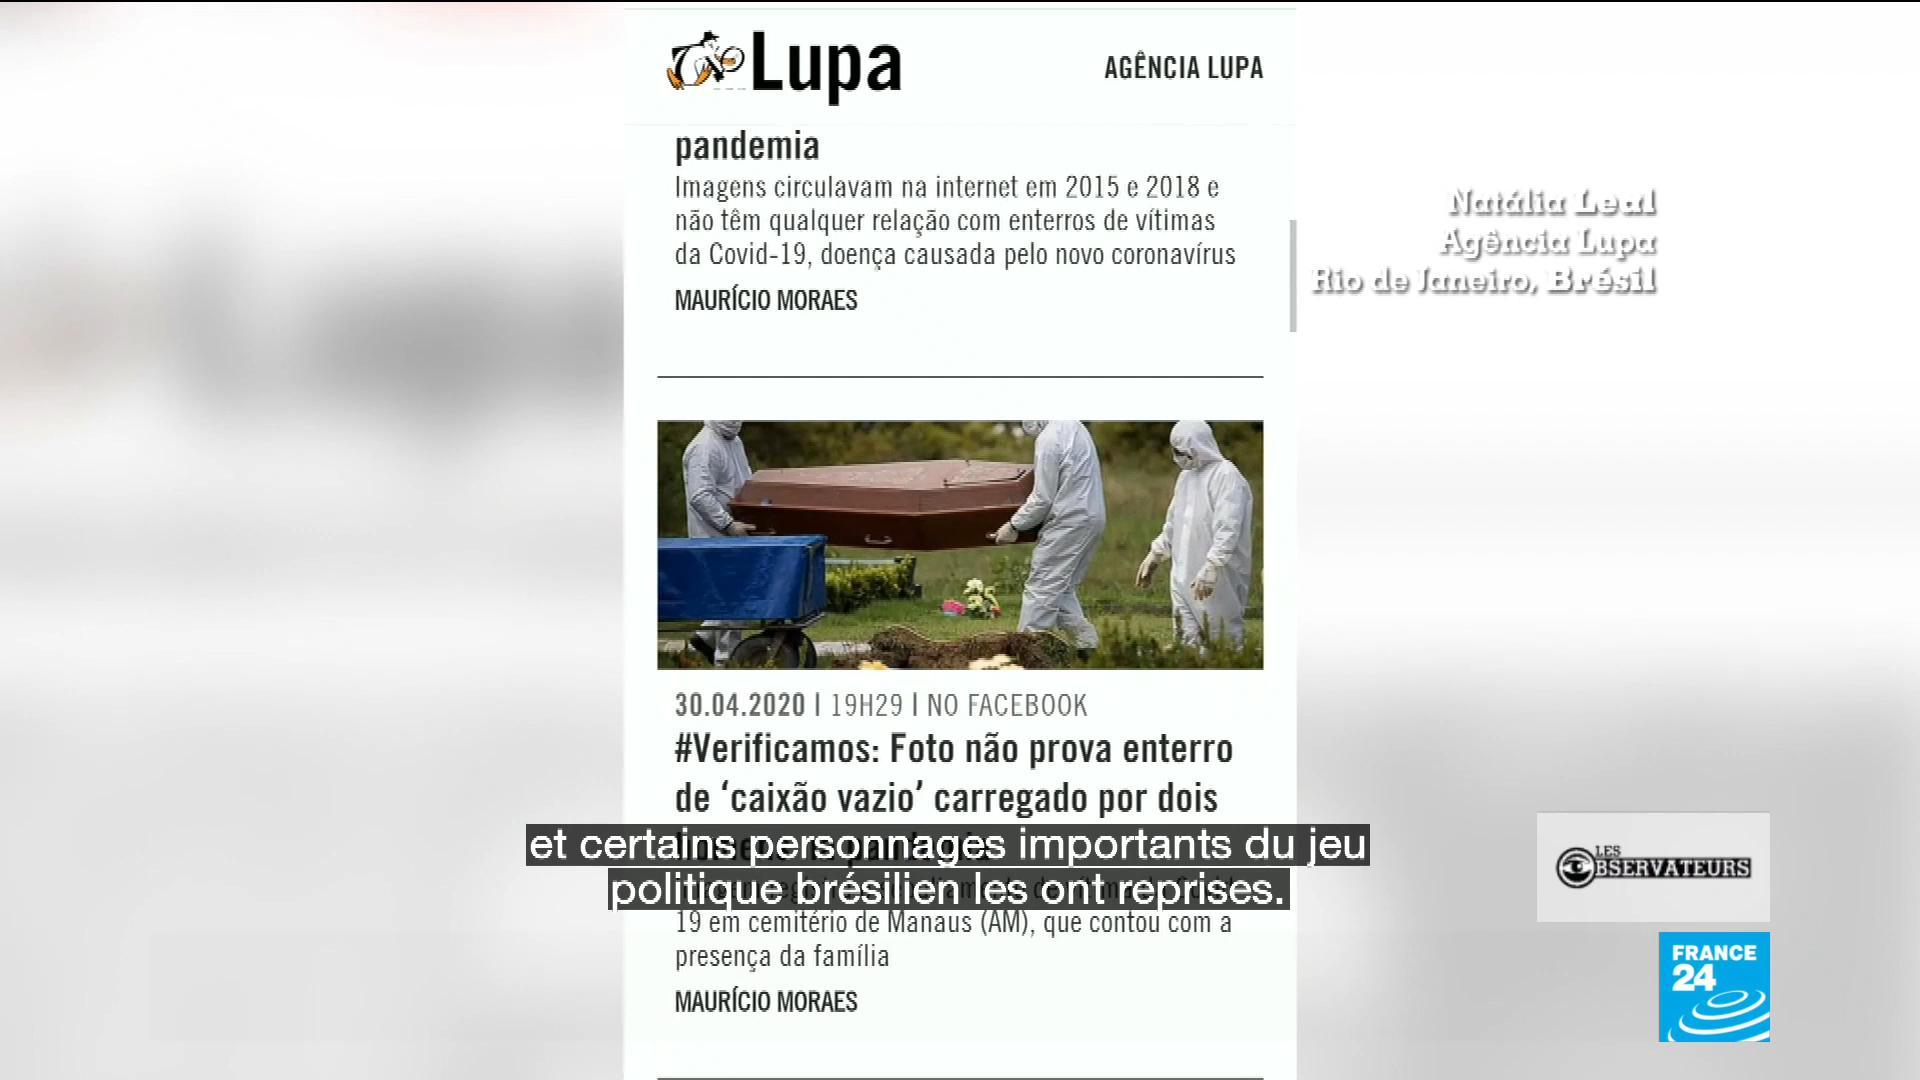 Lupa
AGÊNCIA LUPA
pandemia
Imagens circulavam na internet em 2015 e 2018 e
não têm qualquer relação com enterros de vítimas
da Covid-19, doença causada pelo novo coronavírus
MAURÍCIO MORAES
Natália Leal
Agência Lupa
Rio de Janeiro, Brésil
30.04.2020 | 19H29 | NO FACEBOOK
#Verificamos: Foto não prova enterro
de ‘caixão vazio’ carregado por dois
et certains personnages importants du jeu
politique brésilien les ont reprises.
19 em cemitério de Manaus (AM), que contou com a
presença da família
MAURÍCIO MORAES
LES
OBSERVATEURS
FRANCE
24